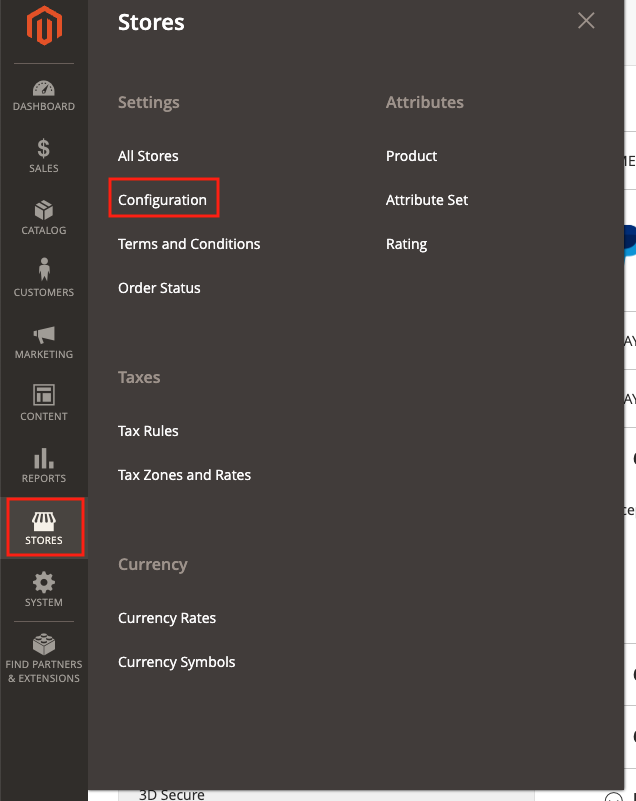 Stores
DASHBOARD
SALES
CATALOG
CUSTOMERS
MARKETING
CONTENT
REPORTS
STORES
SYSTEM
FIND PARTNERS
& EXTENSIONS
Settings
All Stores
Configuration
Terms and Conditions
Order Status
Taxes
Tax Rules
Tax Zones and Rates
Currency
Currency Rates
Currency Symbols
Attributes
Product
Attribute Set
Rating
3D Secure